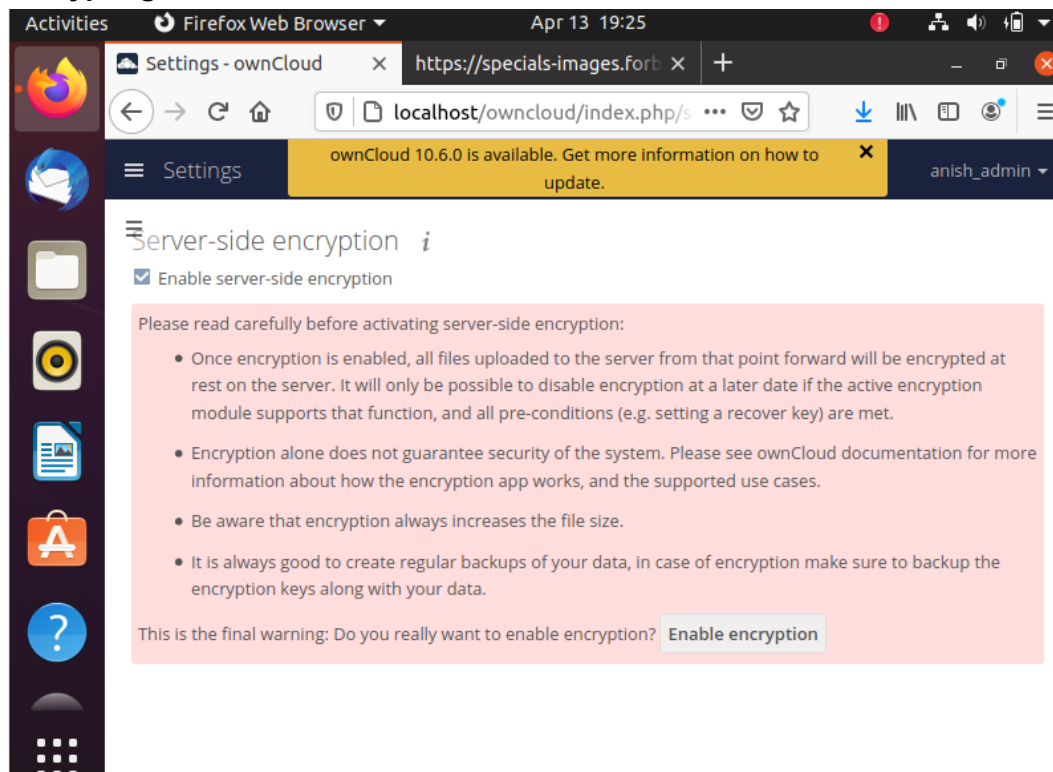 Activities Firefox Web Browser Apr 13 19:25
Settings - ownCloud https://specials-images.forb
localhost/owncloud/index.php/s
Settings ownCloud 10.6.0 is available. Get more information on how to update. anish_admin
Server-side encryption i
Enable server-side encryption
Please read carefully before activating server-side encryption:
Once encryption is enabled, all files uploaded to the server from that point forward will be encrypted at
rest on the server. It will only be possible to disable encryption at a later date if the active encryption
module supports that function, and all pre-conditions (e.g. setting a recover key) are met.
Encryption alone does not guarantee security of the system. Please see ownCloud documentation for more
information about how the encryption app works, and the supported use cases.
Be aware that encryption always increases the file size.
It is always good to create regular backups of your data, in case of encryption make sure to backup the
encryption keys along with your data.
This is the final warning: Do you really want to enable encryption? Enable encryption